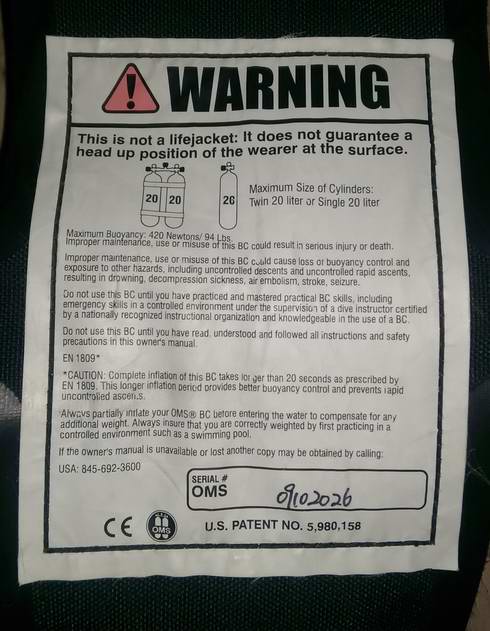 WARNING
This is not a lifejacket: It does not guarantee a
head up position of the wearer at the surface.
20 20 20
Maximum Size of Cylinders:
Twin 20 liter or Single 20 liter
Maximum Buoyancy: 420 Newtons/ 94 Lbs.
Improper maintenance, use or misuse of this BC could result in serious injury or death.
Improper maintenance, use or misuse of this BC could cause loss of buoyancy control and
exposure to other hazards, including uncontrolled descents and uncontrolled rapid ascents,
resulting in drowning, decompression sickness, air embolism, stroke, seizure.
Do not use this BC until you have practiced and mastered practical BC skills, including
emergency skills in a controlled environment under the supervision of a dive instructor certified
by a nationally recognized instructional organization and knowledgeable in the use of a BC.
Do not use this BC until you have read, understood and followed all instructions and safety
precautions in this owner's manual.
EN 1809*
*CAUTION: Complete inflation of this BC takes longer than 20 seconds as prescribed by
EN 1809. This longer inflation period provides better buoyancy control and prevents rapid
uncontrolled ascents.
Always partially inflate your OMS® BC before entering the water to compensate for any
additional weight. Always insure that you are correctly weighted by first practicing in a
controlled environment such as a swimming pool.
If the owner's manual is unavailable or lost another copy may be obtained by calling:
USA: 845-692-3600
SERIAL #
OMS 09102026
CE OMS U.S. PATENT NO. 5,980,158